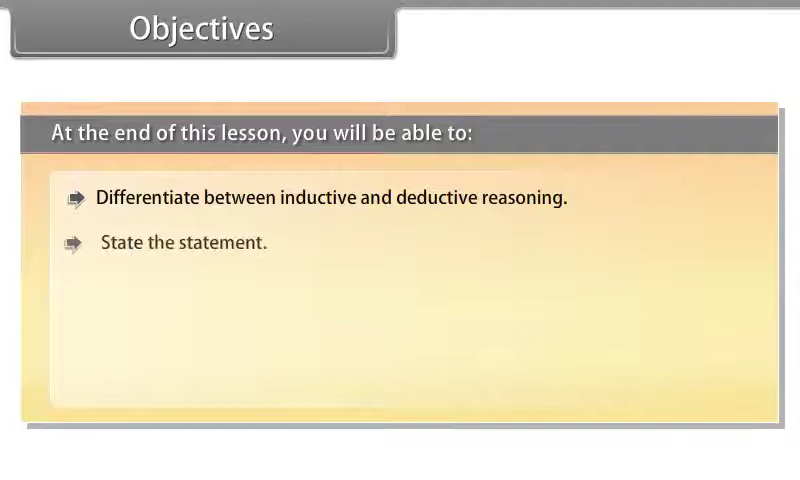 Objectives
At the end of this lesson, you will be able to:
Differentiate between inductive and deductive reasoning.
State the statement.